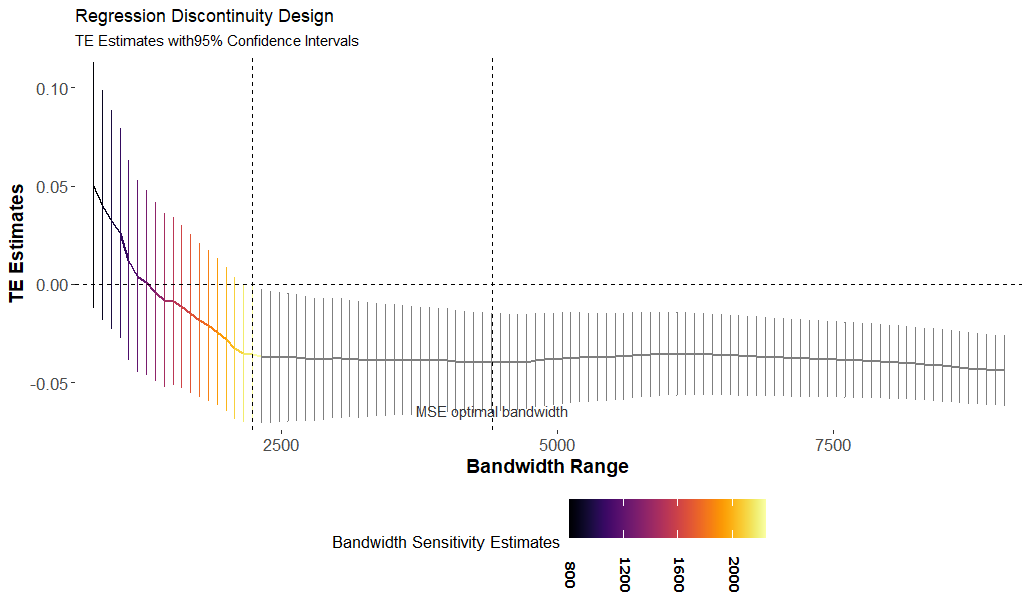 Regression Discontinuity Design
TE Estimates with95% Confidence Intervals
TE Estimates
0.10
0.05
0.00
-0.05
MSE optimal bandwidth
2500
5000
7500
Bandwidth Range
Bandwidth Sensitivity Estimates
800
1200
1600
2000